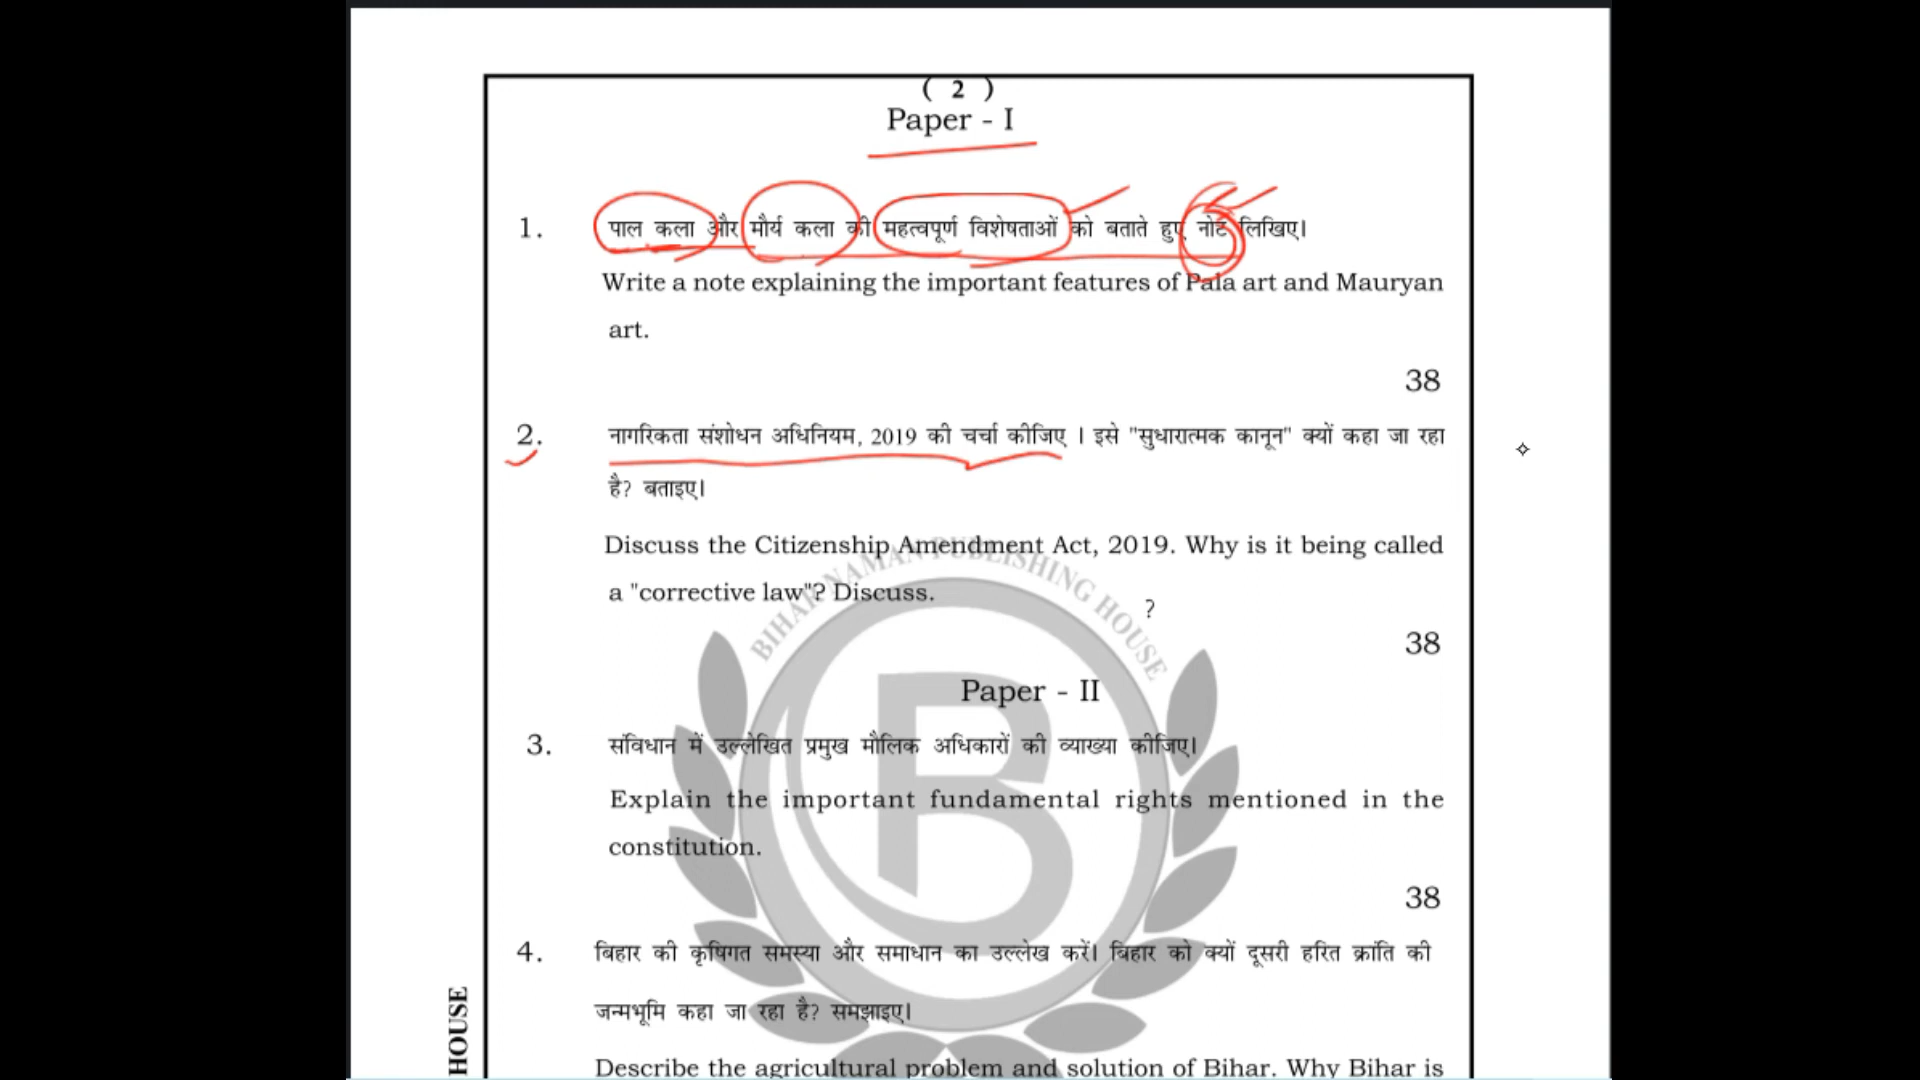 ( 2 )
Paper - I
1. पाल कला और मौर्य कला की महत्वपूर्ण विशेषताओं को बताते हुए नोट लिखिए।
Write a note explaining the important features of Pala art and Mauryan
art.
38
2. नागरिकता संशोधन अधिनियम, 2019 की चर्चा कीजिए । इसे "सुधारात्मक कानून" क्यों कहा जा रहा
है? बताइए।
Discuss the Citizenship Amendment Act, 2019. Why is it being called
a "corrective law"? Discuss.
?
38
BIHAR NAMAN PUBLISHING HOUSE
B
Paper - II
3. संविधान में उल्लेखित प्रमुख मौलिक अधिकारों की व्याख्या कीजिए।
Explain the important fundamental rights mentioned in the
constitution.
38
4. बिहार की कृषिगत समस्या और समाधान का उल्लेख करें। बिहार को क्यों दूसरी हरित क्रांति की
जन्मभूमि कहा जा रहा है? समझाइए।
Describe the agricultural problem and solution of Bihar. Why Bihar is
HOUSE